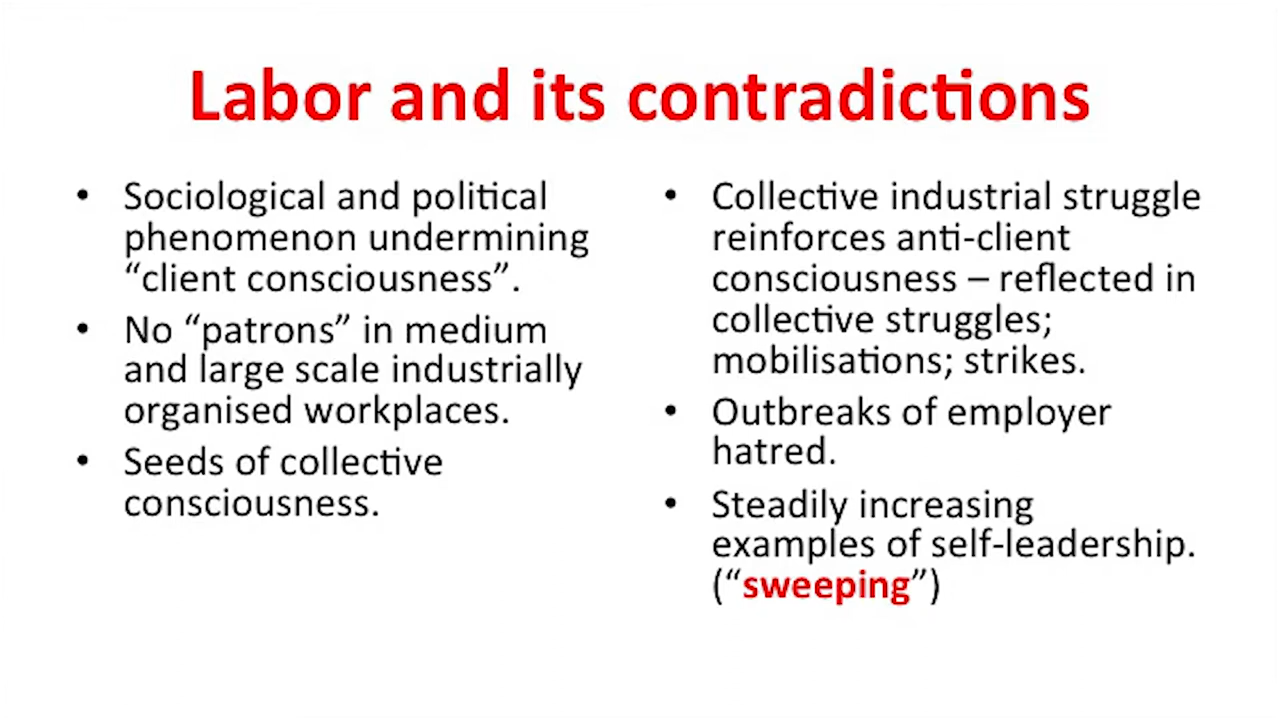 Labor and its contradictions
• Sociological and political
phenomenon undermining
“client consciousness”.
• No “patrons” in medium
and large scale industrially
organised workplaces.
• Seeds of collective
consciousness.
• Collective industrial struggle
reinforces anti-client
consciousness – reflected in
collective struggles;
mobilisations; strikes.
• Outbreaks of employer
hatred.
• Steadily increasing
examples of self-leadership.
(“sweeping”)